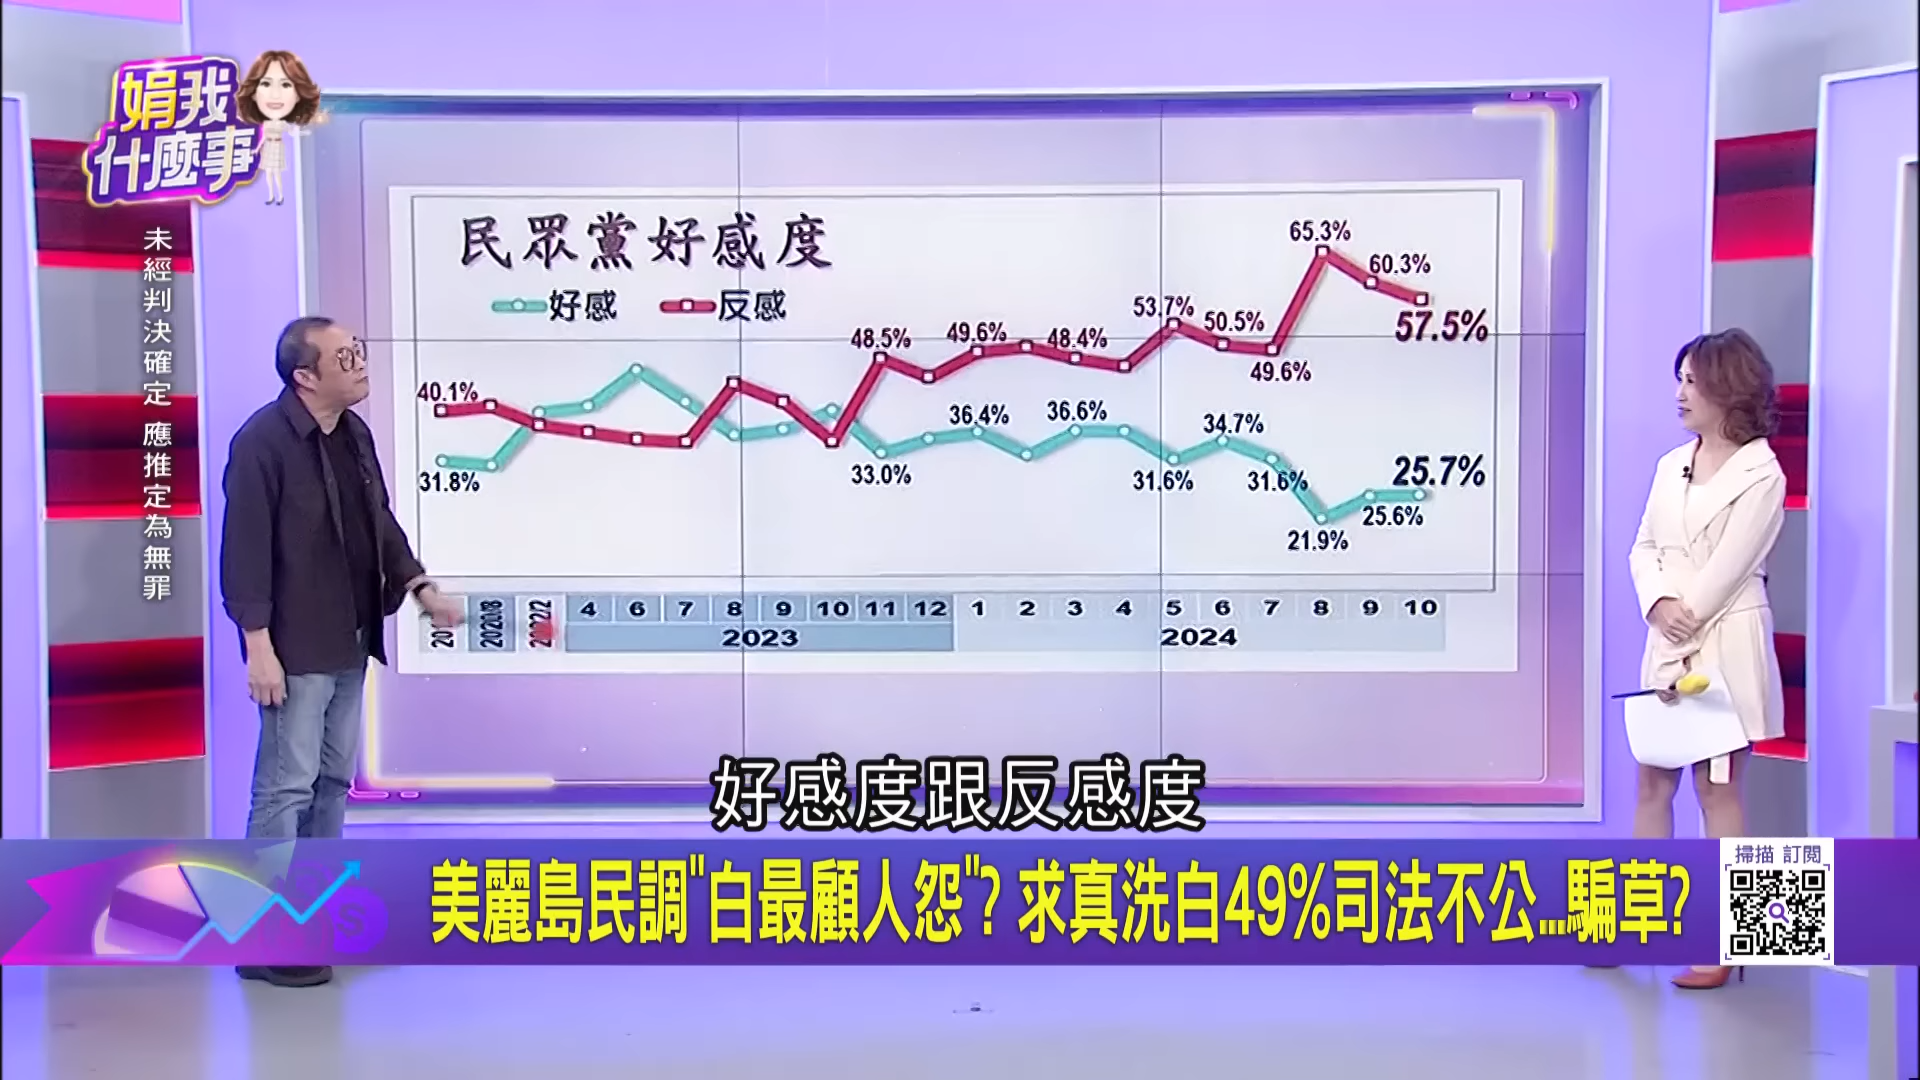 娟我
什麼事
未經判決確定 應推定為無罪
民眾黨好感度
好感 反感
65.3%
60.3%
57.5%
53.7%
50.5%
49.6%
48.5%
49.6%
48.4%
40.1%
31.8%
33.0%
36.4%
36.6%
31.6%
34.7%
31.6%
21.9%
25.6%
25.7%
2020/8 2022/2 4 6 7 8 9 10 11 12 1 2 3 4 5 6 7 8 9 10
2023 2024
好感度跟反感度
美麗島民調"白最顧人怨"? 求真洗白49%司法不公...騙草?
掃描 訂閱